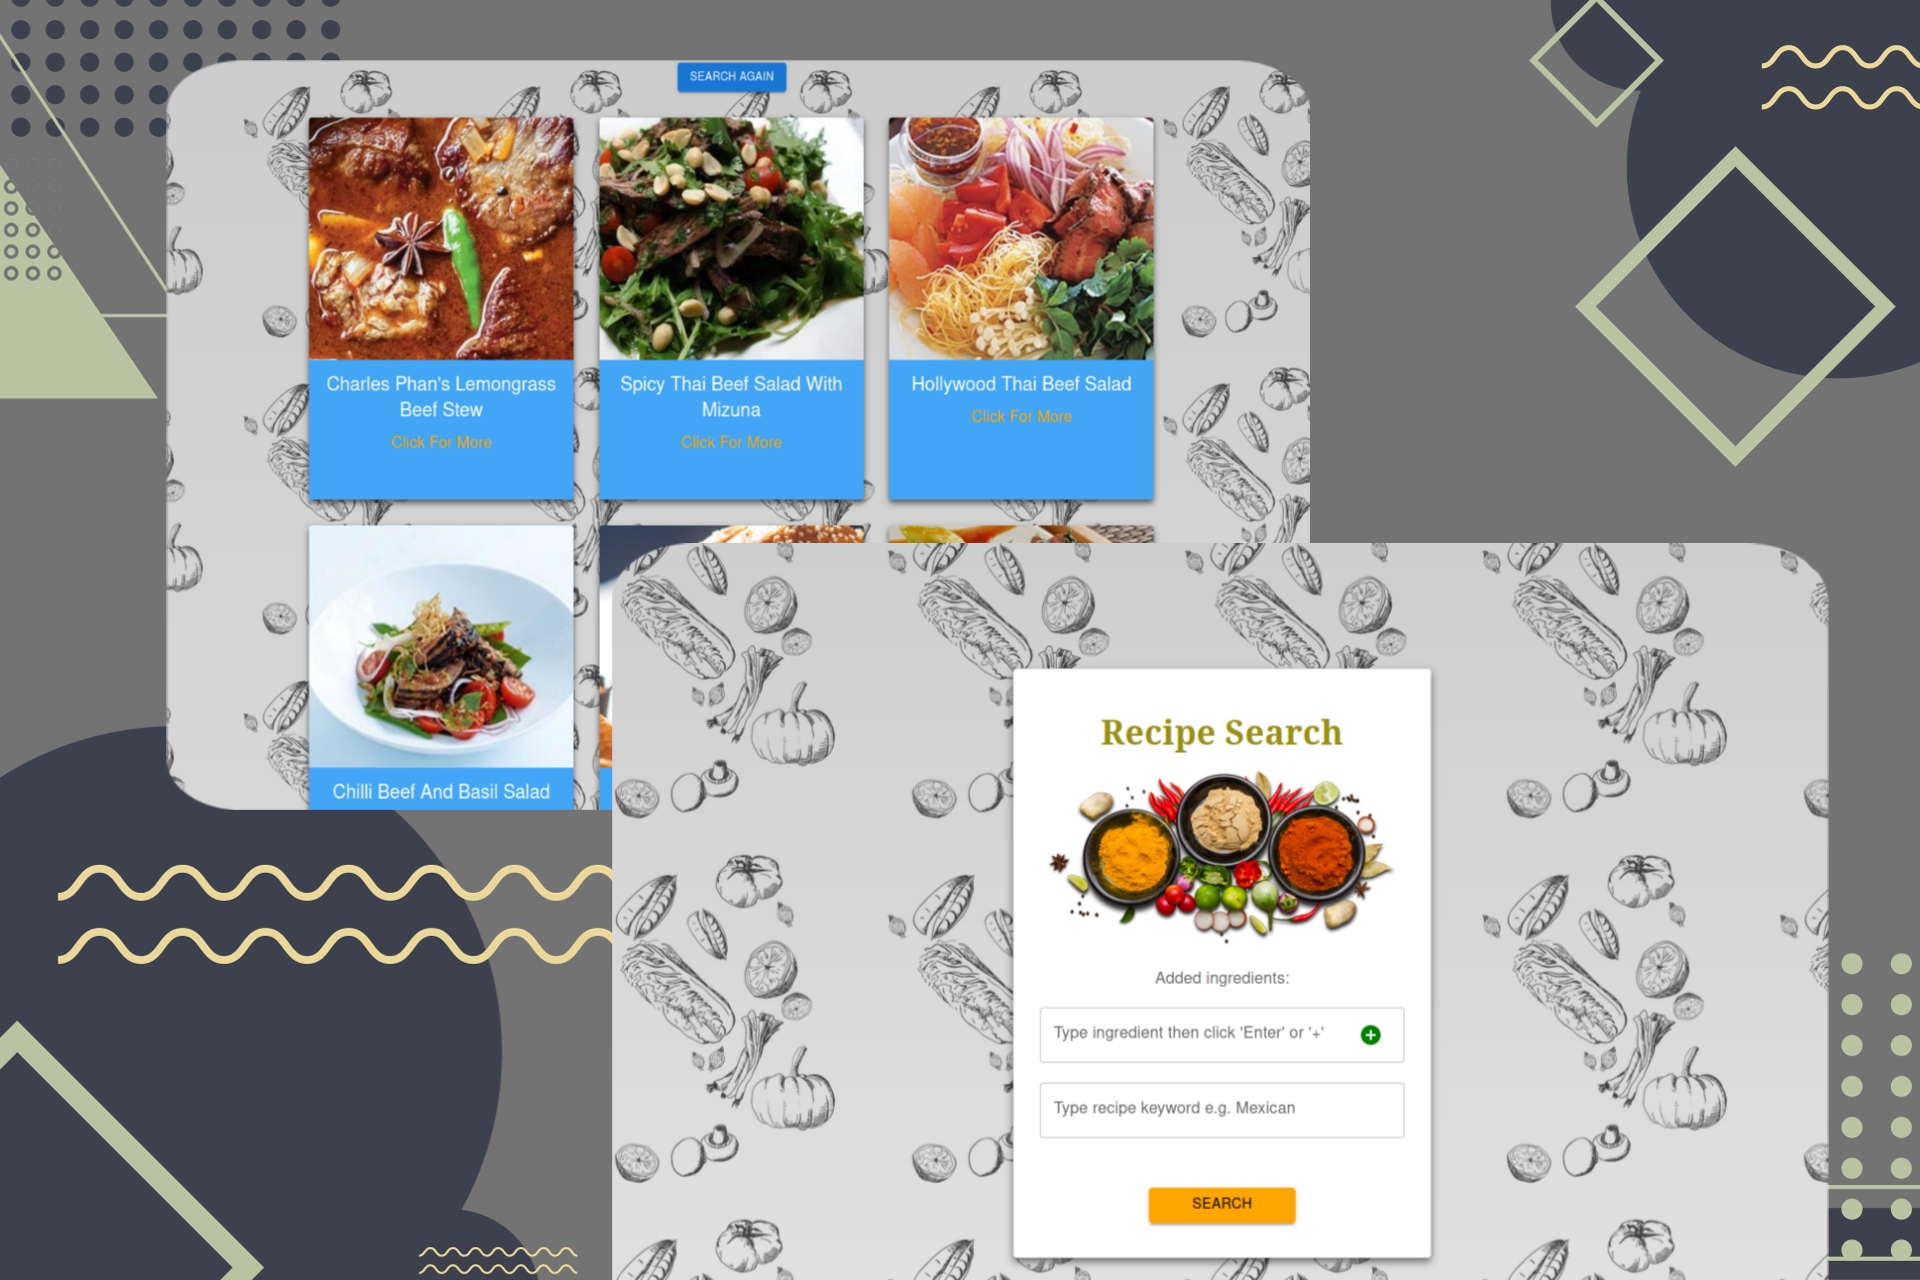 SEARCH AGAIN
Charles Phan's Lemongrass
Beef Stew
Click For More
Spicy Thai Beef Salad With
Mizuna
Click For More
Hollywood Thai Beef Salad
Click For More
Chilli Beef And Basil Salad
Recipe Search
Added ingredients:
Type ingredient then click 'Enter' or '+'
Type recipe keyword e.g. Mexican
SEARCH